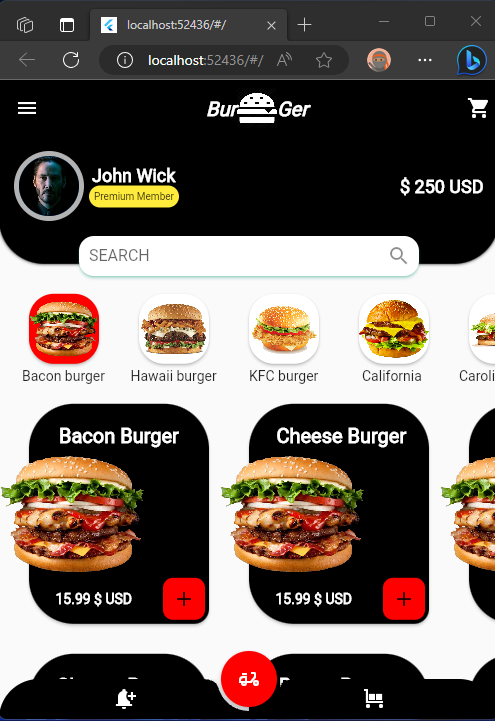 localhost:52436/#/
localhost:52436/#/
Bur Ger
John Wick
Premium Member
$ 250 USD
SEARCH
Bacon burger
Hawaii burger
KFC burger
California
Bacon Burger
Cheese Burger
15.99 $ USD
15.99 $ USD